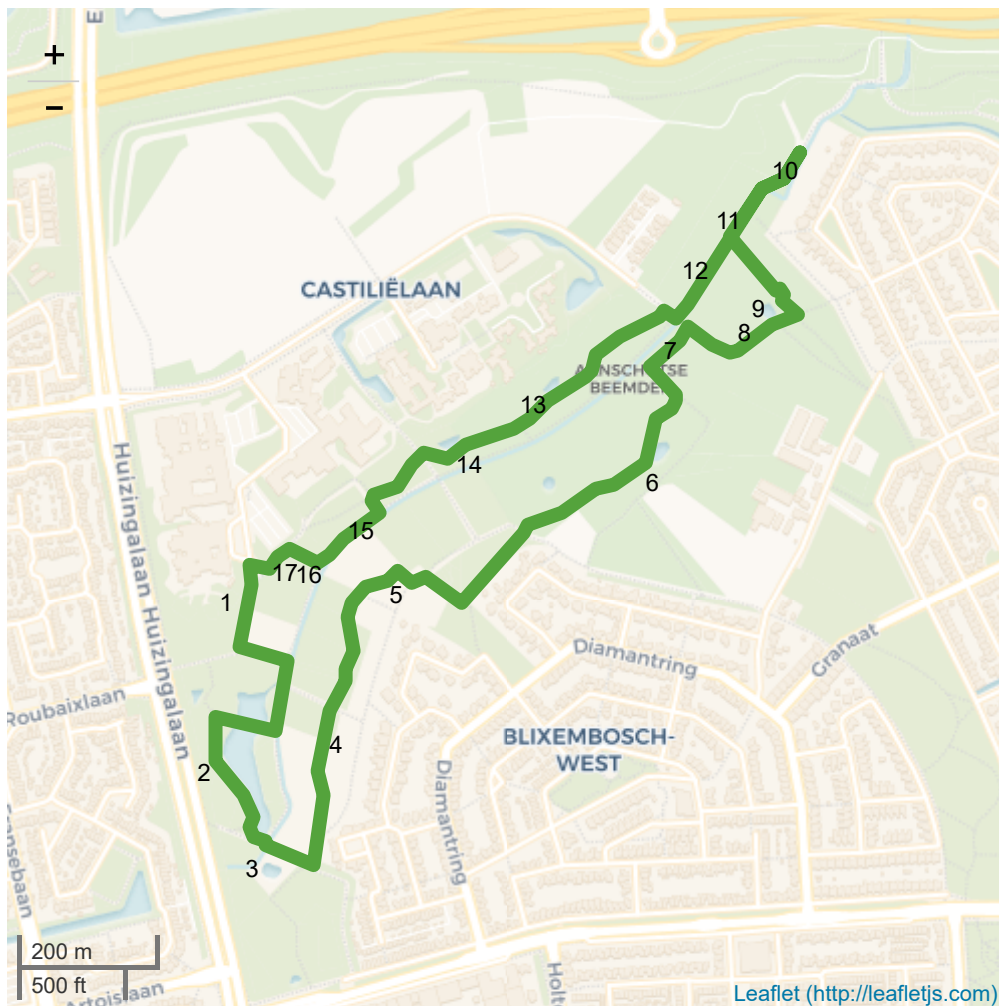 E
+
−
10
11
12
CASTILIËLAAN
9
8
7
BEEMDEN
13
14
6
15
17
16
5
1
Huizingalaan Huizingalaan
Diamantring
Granaat
Roubaixlaan
4
BLIXEMBOSCH-
WEST
2
Diamantring
3
200 m
500 ft
Artoislaan
Leaflet (http://leafletjs.com)